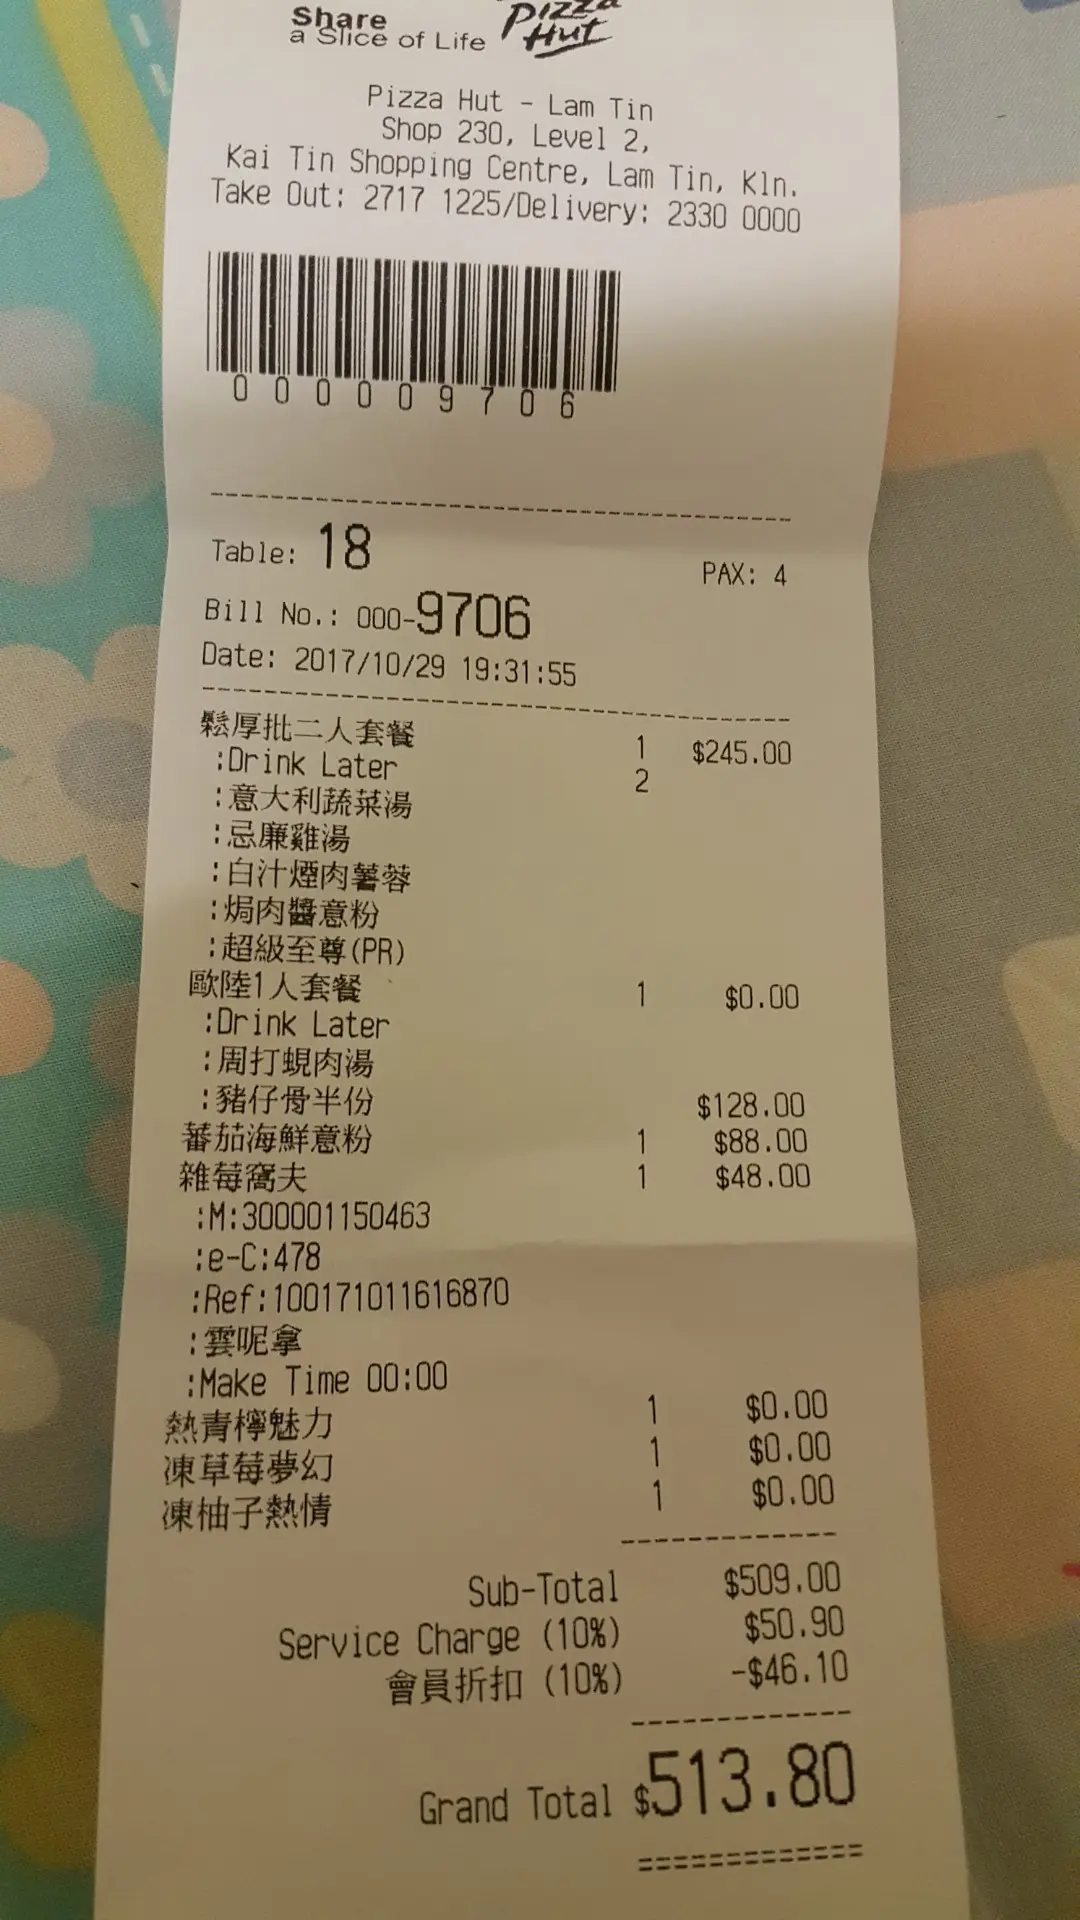 Share
a Slice of Life
Pizza
Hut
Pizza Hut - Lam Tin
Shop 230, Level 2,
Kai Tin Shopping Centre, Lam Tin, Kln.
Take Out: 2717 1225/Delivery: 2330 0000
000009706
Table: 18 PAX: 4
Bill No.: 000-9706
Date: 2017/10/29 19:31:55
鬆厚批二人套餐 1 $245.00
:Drink Later 2
:意大利蔬菜湯
:忌廉雞湯
:白汁煙肉薯蓉
:焗肉醬意粉
:超級至尊(PR)
歐陸1人套餐 1 $0.00
:Drink Later
:周打蜆肉湯
:豬仔骨半份 $128.00
蕃茄海鮮意粉 1 $88.00
雜莓窩夫 1 $48.00
:M:300001150463
:e-C:478
:Ref:100171011616870
:雲呢拿
:Make Time 00:00
熱青檸魅力 1 $0.00
凍草莓夢幻 1 $0.00
凍柚子熱情 1 $0.00
Sub-Total $509.00
Service Charge (10%) $50.90
會員折扣 (10%) -$46.10
Grand Total $513.80